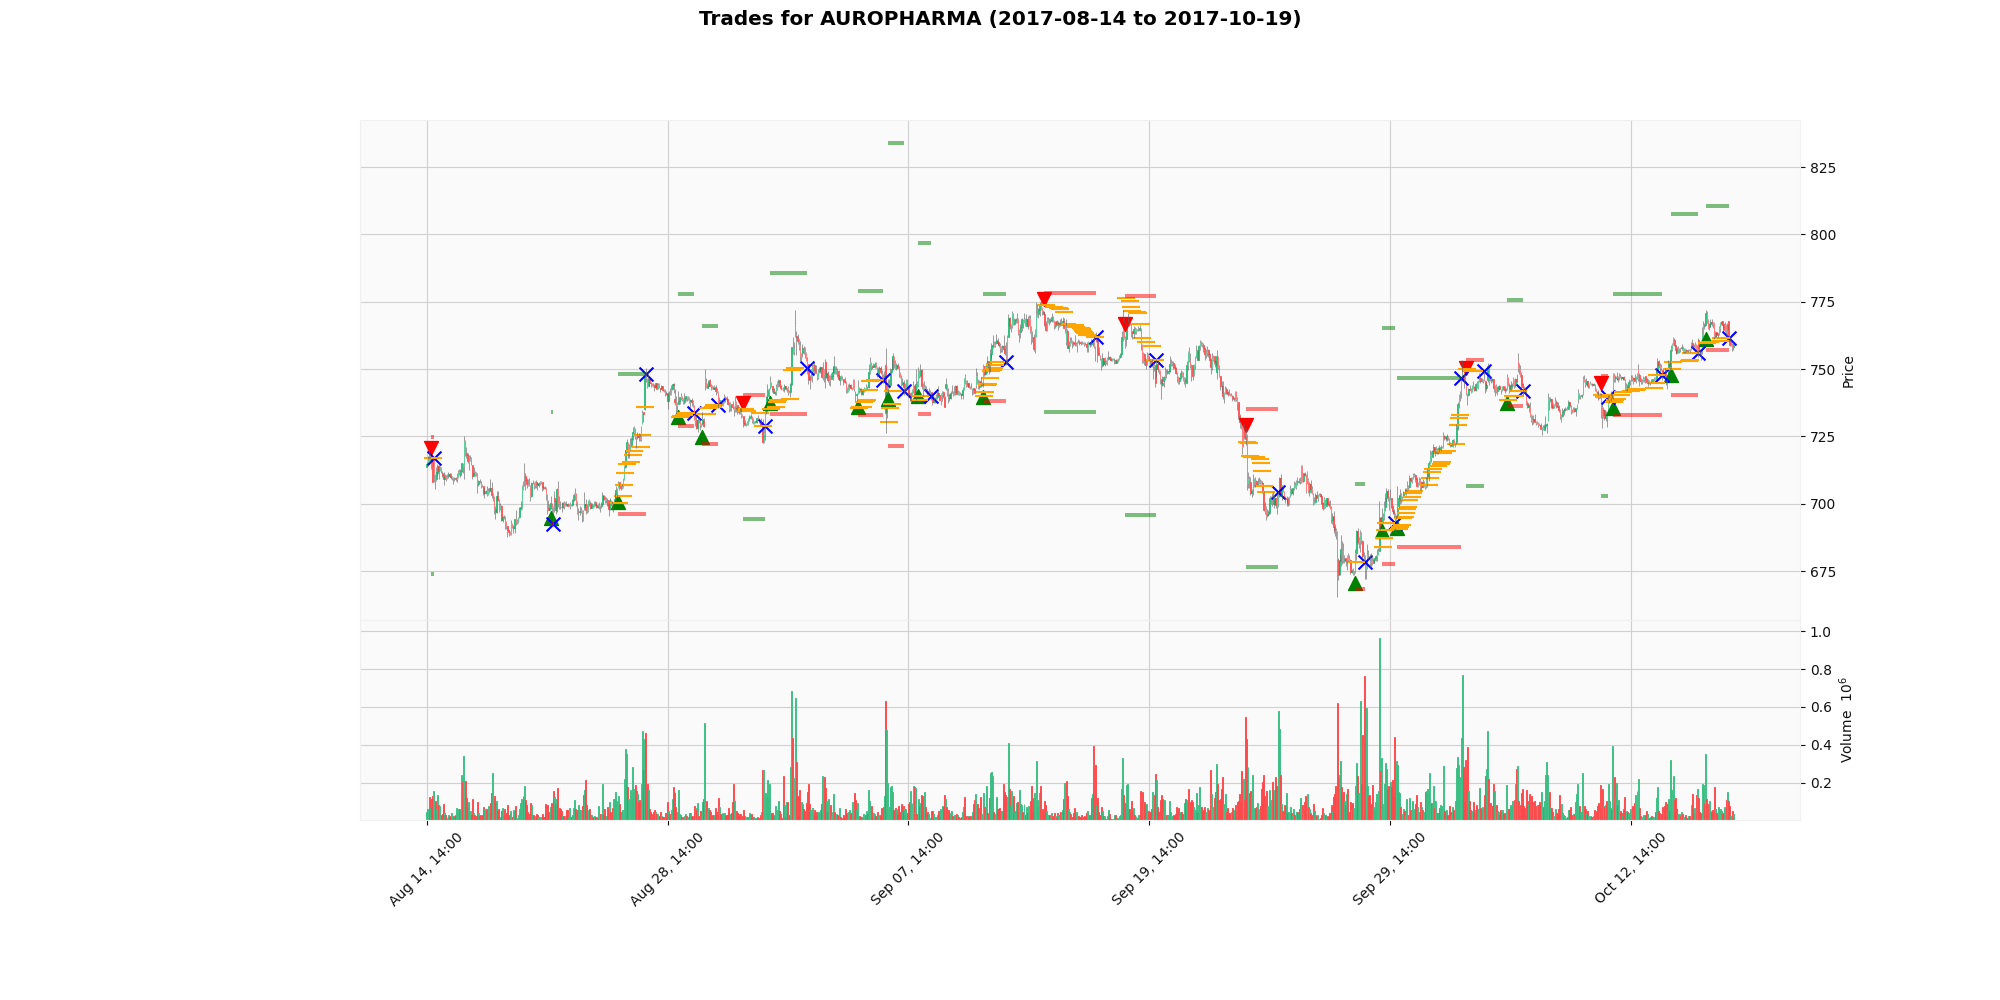 Trades for AUROPHARMA (2017-08-14 to 2017-10-19)
825
800
775
750
725
700
675
Price
1.0
0.8
0.6
0.4
0.2
Volume 10^6
Aug 14, 14:00
Aug 28, 14:00
Sep 07, 14:00
Sep 19, 14:00
Sep 29, 14:00
Oct 12, 14:00